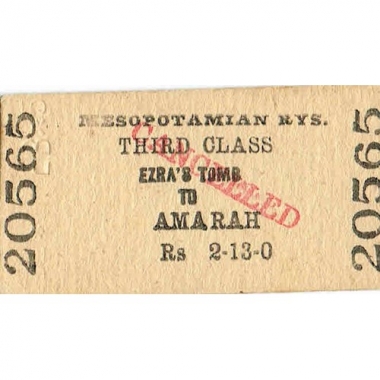 MESOPOTAMIAN RYS.
THIRD CLASS
EZRA'S TOMB
TO
AMARAH
Rs 2-13-0
CANCELLED
20565
20565